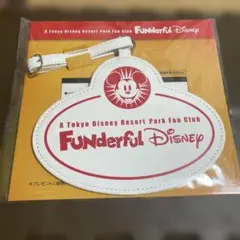 A Tokyo Disney Resort Park Fan Club FUNderful DISNEY
A Tokyo Disney Resort Park Fan Club
FUNderful DISNEY